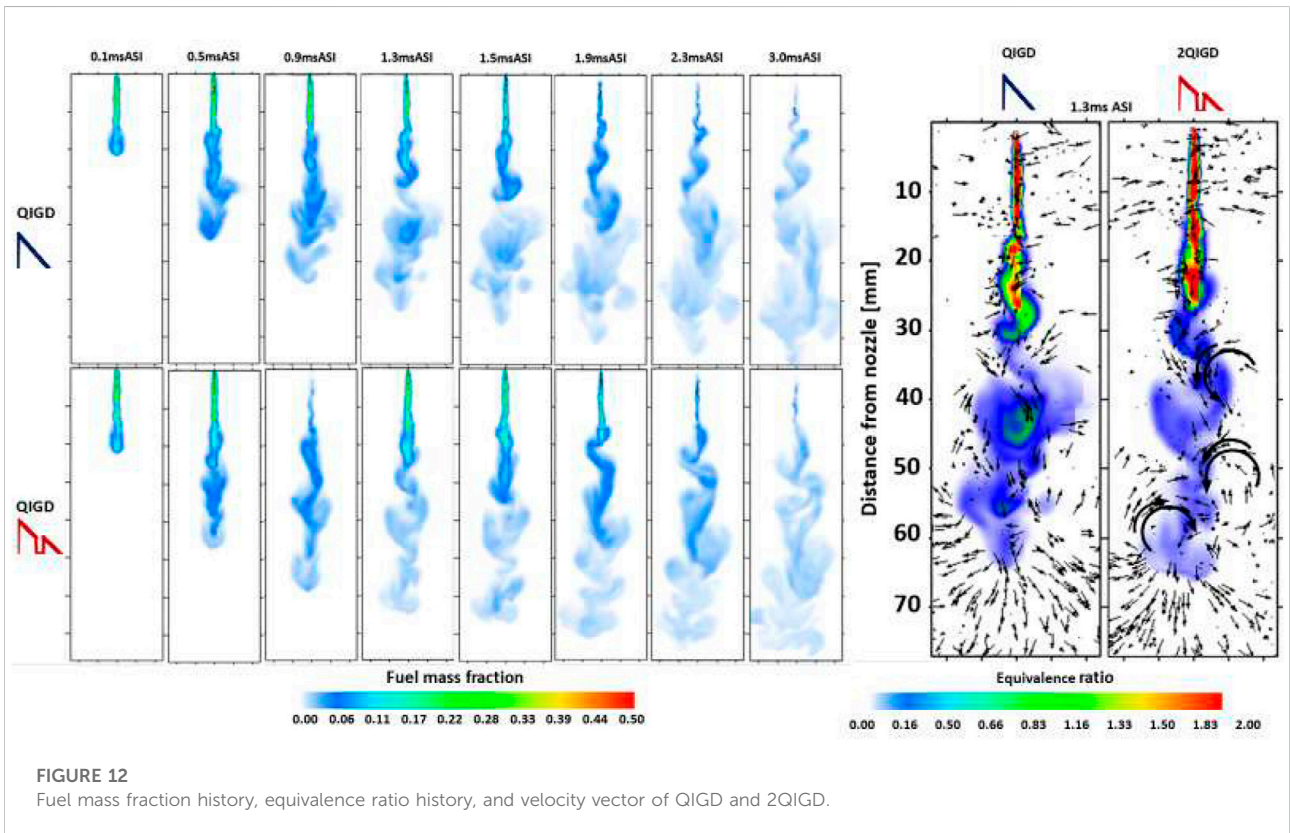 0.1msASI 0.5msASI 0.9msASI 1.3msASI 1.5msASI 1.9msASI 2.3msASI 3.0msASI
QIGD
QIGD
Fuel mass fraction
0.00 0.06 0.11 0.17 0.22 0.28 0.33 0.39 0.44 0.50
QIGD 2QIGD
1.3ms ASI
Distance from nozzle [mm]
10
20
30
40
50
60
70
Equivalence ratio
0.00 0.16 0.50 0.66 0.83 1.16 1.33 1.50 1.83 2.00
FIGURE 12
Fuel mass fraction history, equivalence ratio history, and velocity vector of QIGD and 2QIGD.